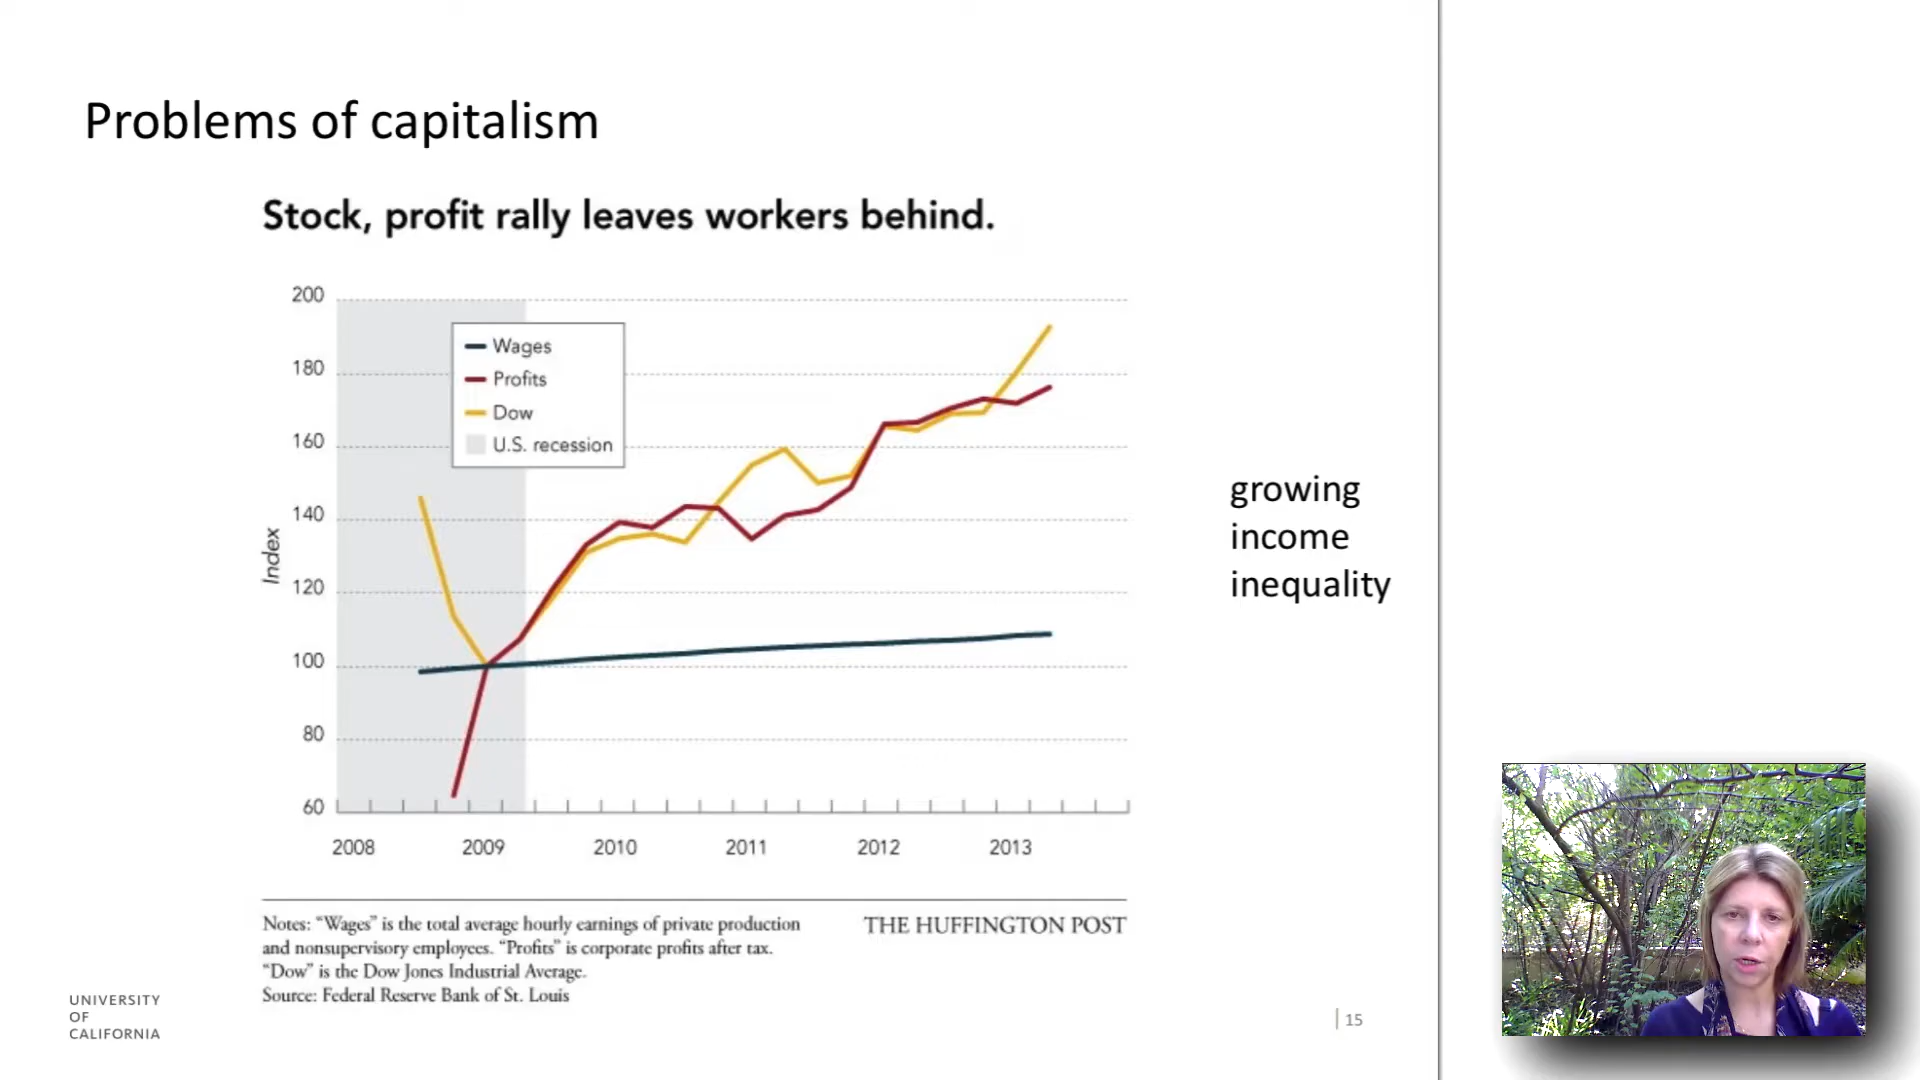 Problems of capitalism
Stock, profit rally leaves workers behind.
200
180
160
140
120
100
80
60
Index
Wages
Profits
Dow
U.S. recession
2008 2009 2010 2011 2012 2013
growing
income
inequality
Notes: “Wages” is the total average hourly earnings of private production
and nonsupervisory employees. “Profits” is corporate profits after tax.
“Dow” is the Dow Jones Industrial Average.
Source: Federal Reserve Bank of St. Louis
THE HUFFINGTON POST
UNIVERSITY
OF
CALIFORNIA
15